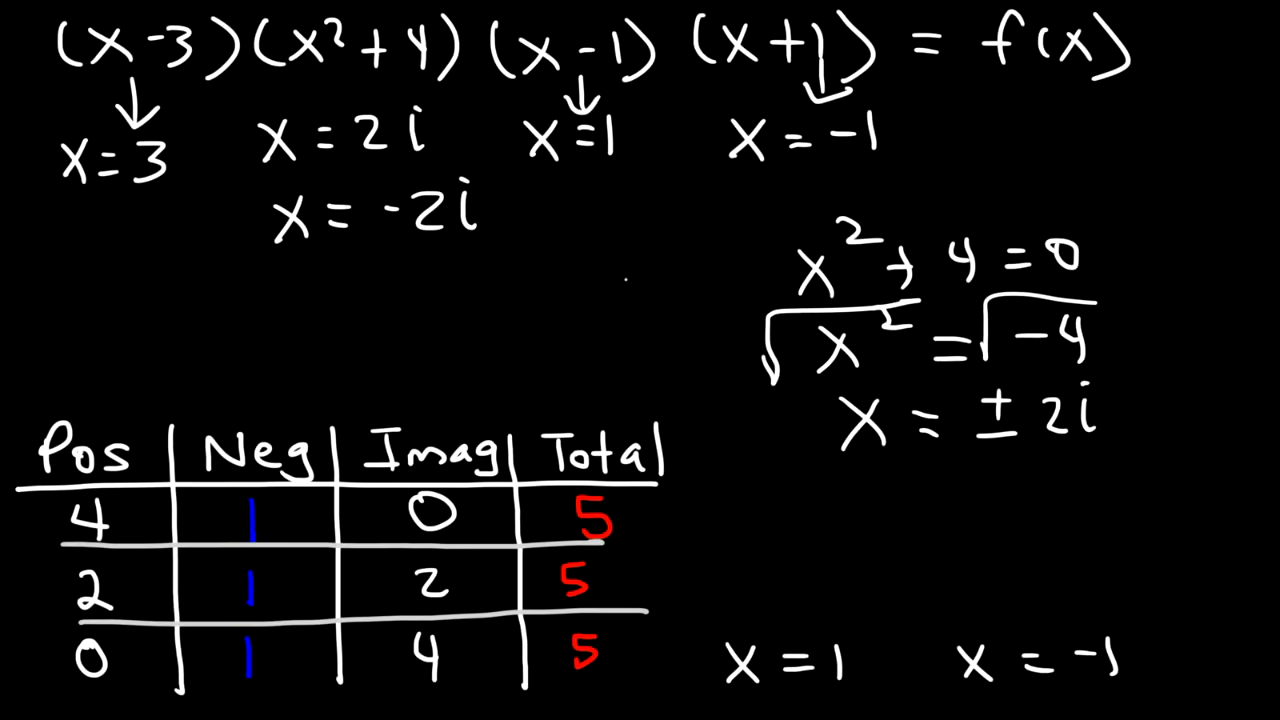 (x-3)(x²+4)(x-1)(x+1) = f(x)
x=3 x=2i x=1 x=-1
x=-2i
x²+4=0
√x² = √-4
x = ±2i
Pos Neg Imag Total
4 1 0 5
2 1 2 5
0 1 4 5
x=1 x=-1